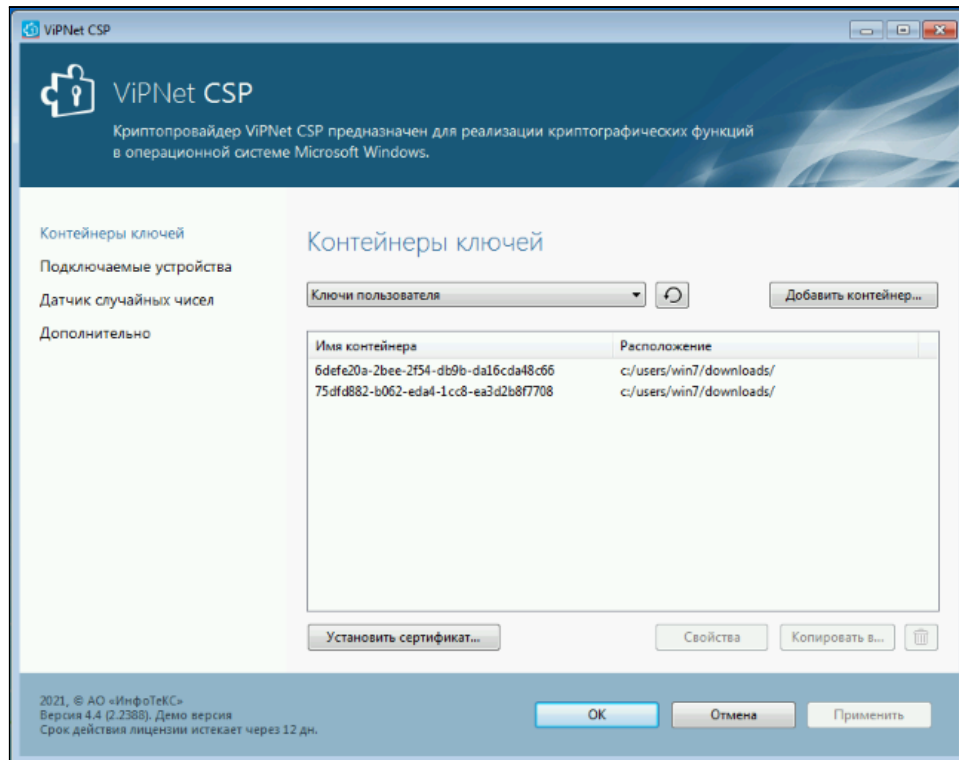 ViPNet CSP
ViPNet CSP
Криптопровайдер ViPNet CSP предназначен для реализации криптографических функций
в операционной системе Microsoft Windows.
Контейнеры ключей
Подключаемые устройства
Датчик случайных чисел
Дополнительно
Контейнеры ключей
Ключи пользователя
Добавить контейнер...
Имя контейнера Расположение
6defe20a-2bee-2f54-db9b-da16cda48c66 c:/users/win7/downloads/
75dfd882-b062-eda4-1cc8-ea3d2b8f7708 c:/users/win7/downloads/
Установить сертификат... Свойства Копировать в...
2021, © АО «ИнфоТеКС»
Версия 4.4 (2.2388). Демо версия
Срок действия лицензии истекает через 12 дн.
OK Отмена Применить